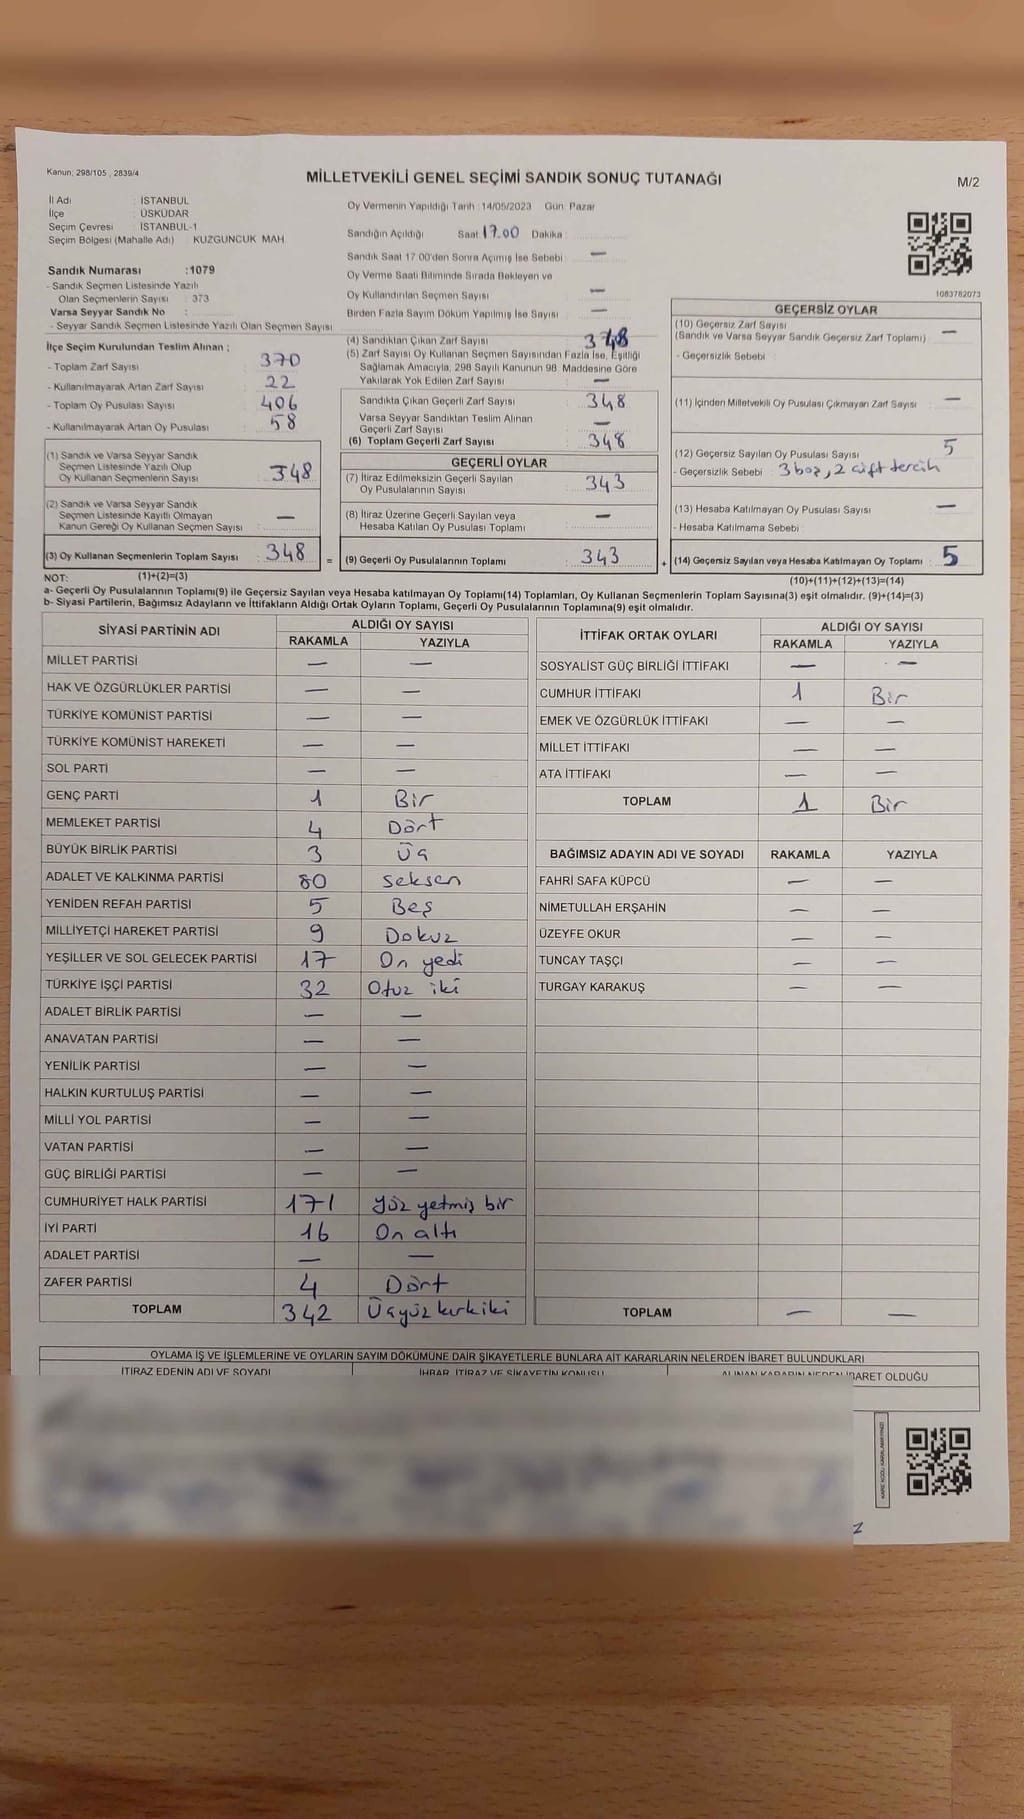 Kanun; 298/105 , 2839/4
MİLLETVEKİLİ GENEL SEÇİMİ SANDIK SONUÇ TUTANAĞI
M/2
İl Adı : İSTANBUL
İlçe : ÜSKÜDAR
Seçim Çevresi : İSTANBUL-1
Seçim Bölgesi (Mahalle Adı) : KUZGUNCUK MAH.
Sandık Numarası :1079
- Sandık Seçmen Listesinde Yazılı
Olan Seçmenlerin Sayısı : 373
Varsa Seyyar Sandık No :
- Seyyar Sandık Seçmen Listesinde Yazılı Olan Seçmen Sayısı :
Oy Vermenin Yapıldığı Tarih : 14/05/2023 Gün: Pazar
Sandığın Açıldığı Saat 17.00 Dakika :
Sandık Saat 17.00'den Sonra Açımış İse Sebebi : —
Oy Verme Saati Bitiminde Sırada Bekleyen ve
Oy Kullandırılan Seçmen Sayısı : —
Birden Fazla Sayım Döküm Yapılmış İse Sayısı : —
1083782073
İlçe Seçim Kurulundan Teslim Alınan ;
- Toplam Zarf Sayısı : 370
- Kullanılmayarak Artan Zarf Sayısı : 22
- Toplam Oy Pusulası Sayısı : 406
- Kullanılmayarak Artan Oy Pusulası : 58
(4) Sandıktan Çıkan Zarf Sayısı : 348
(5) Zarf Sayısı Oy Kullanan Seçmen Sayısından Fazla İse, Eşitliği
Sağlamak Amacıyla, 298 Sayılı Kanunun 98. Maddesine Göre
Yakılarak Yok Edilen Zarf Sayısı : —
Sandıkta Çıkan Geçerli Zarf Sayısı : 348
Varsa Seyyar Sandıktan Teslim Alınan
Geçerli Zarf Sayısı : —
(6) Toplam Geçerli Zarf Sayısı : 348
GEÇERSİZ OYLAR
(10) Geçersiz Zarf Sayısı
(Sandık ve Varsa Seyyar Sandık Geçersiz Zarf Toplamı) : —
- Geçersizlik Sebebi :
(11) İçinden Milletvekili Oy Pusulası Çıkmayan Zarf Sayısı : —
(12) Geçersiz Sayılan Oy Pusulası Sayısı : 5
- Geçersizlik Sebebi : 3 boş, 2 çift tercih
(13) Hesaba Katılmayan Oy Pusulası Sayısı : —
- Hesaba Katılmama Sebebi :
(14) Geçersiz Sayılan veya Hesaba Katılmayan Oy Toplamı : 5
(10)+(11)+(12)+(13)=(14)
(1) Sandık ve Varsa Seyyar Sandık
Seçmen Listesinde Yazılı Olup
Oy Kullanan Seçmenlerin Sayısı : 348
(2) Sandık ve Varsa Seyyar Sandık
Seçmen Listesinde Kayıtlı Olmayan
Kanun Gereği Oy Kullanan Seçmen Sayısı : —
(3) Oy Kullanan Seçmenlerin Toplam Sayısı : 348 =
GEÇERLİ OYLAR
(7) İtiraz Edilmeksizin Geçerli Sayılan
Oy Pusulalarının Sayısı : 343
(8) İtiraz Üzerine Geçerli Sayılan veya
Hesaba Katılan Oy Pusulası Toplamı : —
(9) Geçerli Oy Pusulalarının Toplamı : 343 +
NOT: (1)+(2)=(3)
a- Geçerli Oy Pusulalarının Toplamı(9) ile Geçersiz Sayılan veya Hesaba katılmayan Oy Toplamı(14) Toplamları, Oy Kullanan Seçmenlerin Toplam Sayısına(3) eşit olmalıdır. (9)+(14)=(3)
b- Siyasi Partilerin, Bağımsız Adayların ve İttifakların Aldığı Ortak Oyların Toplamı, Geçerli Oy Pusulalarının Toplamına(9) eşit olmalıdır.
SİYASİ PARTİNİN ADI ALDIĞI OY SAYISI
RAKAMLA YAZIYLA
MİLLET PARTİSİ — —
HAK VE ÖZGÜRLÜKLER PARTİSİ — —
TÜRKİYE KOMÜNİST PARTİSİ — —
TÜRKİYE KOMÜNİST HAREKETİ — —
SOL PARTİ — —
GENÇ PARTİ 1 Bir
MEMLEKET PARTİSİ 4 Dört
BÜYÜK BİRLİK PARTİSİ 3 Üç
ADALET VE KALKINMA PARTİSİ 80 Seksen
YENİDEN REFAH PARTİSİ 5 Beş
MİLLİYETÇİ HAREKET PARTİSİ 9 Dokuz
YEŞİLLER VE SOL GELECEK PARTİSİ 17 On yedi
TÜRKİYE İŞÇİ PARTİSİ 32 Otuz iki
ADALET BİRLİK PARTİSİ — —
ANAVATAN PARTİSİ — —
YENİLİK PARTİSİ — —
HALKIN KURTULUŞ PARTİSİ — —
MİLLİ YOL PARTİSİ — —
VATAN PARTİSİ — —
GÜÇ BİRLİĞİ PARTİSİ — —
CUMHURİYET HALK PARTİSİ 171 Yüz yetmiş bir
İYİ PARTİ 16 On altı
ADALET PARTİSİ — —
ZAFER PARTİSİ 4 Dört
TOPLAM 342 Üçyüz kırk iki
İTTİFAK ORTAK OYLARI ALDIĞI OY SAYISI
RAKAMLA YAZIYLA
SOSYALİST GÜÇ BİRLİĞİ İTTİFAKI — —
CUMHUR İTTİFAKI 1 Bir
EMEK VE ÖZGÜRLÜK İTTİFAKI — —
MİLLET İTTİFAKI — —
ATA İTTİFAKI — —
TOPLAM 1 Bir
BAĞIMSIZ ADAYIN ADI VE SOYADI RAKAMLA YAZIYLA
FAHRİ SAFA KÜPCÜ — —
NİMETULLAH ERŞAHİN — —
ÜZEYFE OKUR — —
TUNCAY TAŞÇI — —
TURGAY KARAKUŞ — —
TOPLAM — —
OYLAMA İŞ VE İŞLEMLERİNE VE OYLARIN SAYIM DÖKÜMÜNE DAİR ŞİKAYETLERLE BUNLARA AİT KARARLARIN NELERDEN İBARET BULUNDUKLARI
İTİRAZ EDENİN ADI VE SOYADI İHBAR, İTİRAZ VE ŞİKAYETİN KONUSU ALINAN KARARIN NEDEN İBARET OLDUĞU